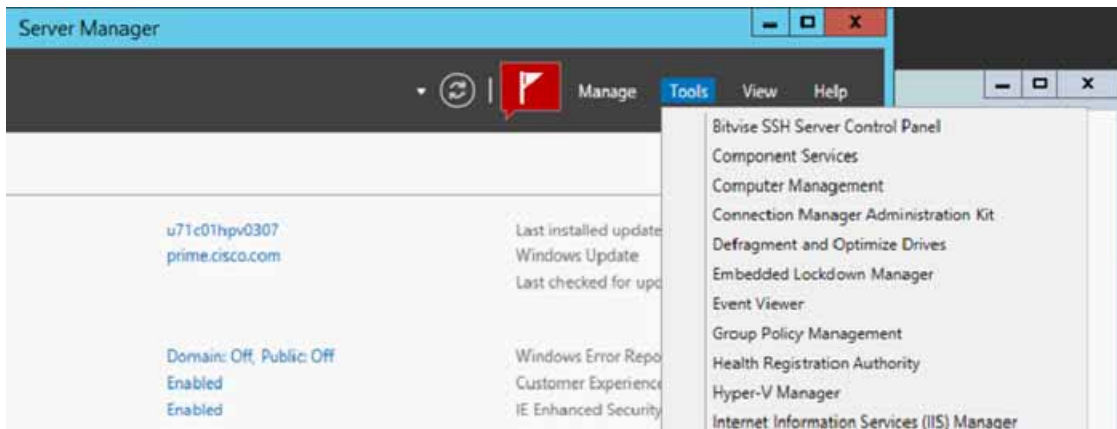 Server Manager
Manage Tools View Help
Bitvise SSH Server Control Panel
Component Services
Computer Management
Connection Manager Administration Kit
Defragment and Optimize Drives
Embedded Lockdown Manager
Event Viewer
Group Policy Management
Health Registration Authority
Hyper-V Manager
Internet Information Services (IIS) Manager
u71c01hpv0307
prime.cisco.com
Last installed update
Windows Update
Last checked for upd
Domain: Off, Public: Off
Enabled
Enabled
Windows Error Repo
Customer Experience
IE Enhanced Security